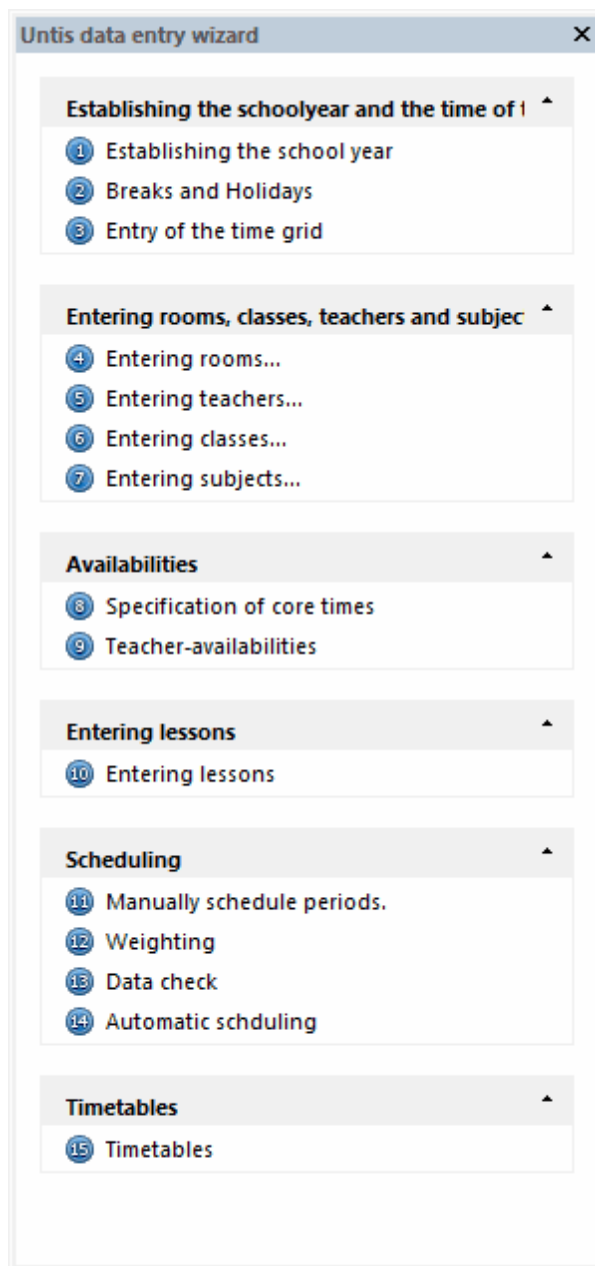 Untis data entry wizard
Establishing the schoolyear and the time of t
1 Establishing the school year
2 Breaks and Holidays
3 Entry of the time grid
Entering rooms, classes, teachers and subjec
4 Entering rooms...
5 Entering teachers...
6 Entering classes...
7 Entering subjects...
Availabilities
8 Specification of core times
9 Teacher-availabilities
Entering lessons
10 Entering lessons
Scheduling
11 Manually schedule periods.
12 Weighting
13 Data check
14 Automatic schduling
Timetables
15 Timetables